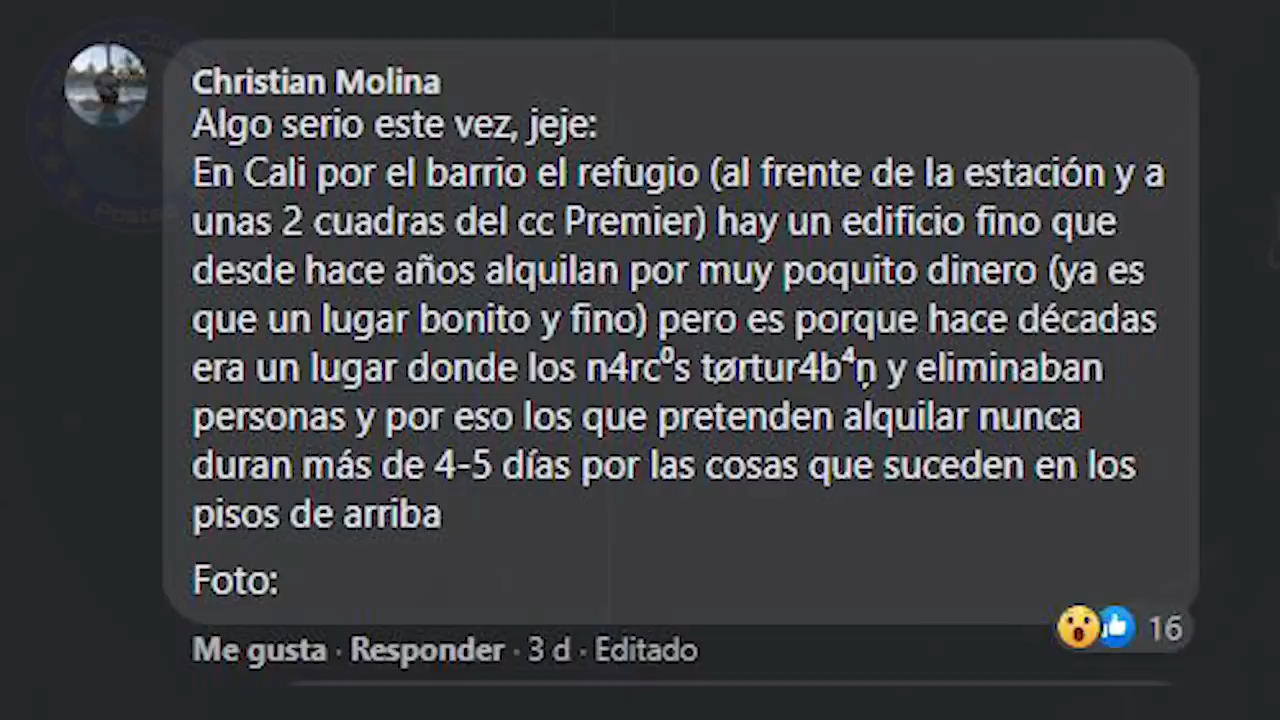 Christian Molina
Algo serio este vez, jeje:
En Cali por el barrio el refugio (al frente de la estación y a
unas 2 cuadras del cc Premier) hay un edificio fino que
desde hace años alquilan por muy poquito dinero (ya es
que un lugar bonito y fino) pero es porque hace décadas
era un lugar donde los n4rc⁰s tørtur4b⁴ṇ y eliminaban
personas y por eso los que pretenden alquilar nunca
duran más de 4-5 días por las cosas que suceden en los
pisos de arriba
Foto:
Me gusta · Responder · 3 d · Editado
16